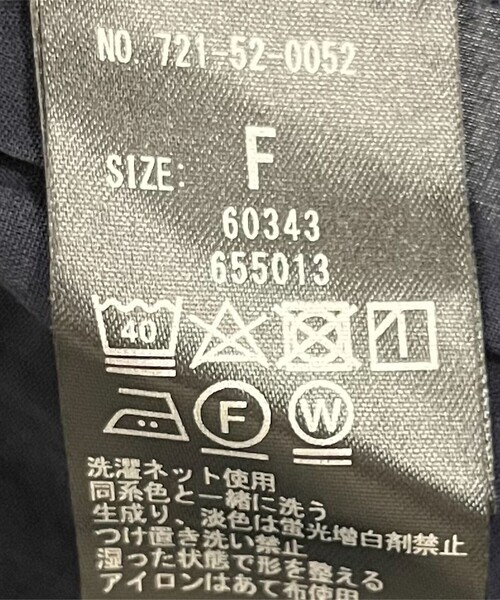 NO. 721-52-0052
SIZE: F
60343
655013
40
F W
洗濯ネット使用
同系色と一緒に洗う
生成り、淡色は蛍光増白剤禁止
つけ置き洗い禁止
湿った状態で形を整える
アイロンはあて布使用